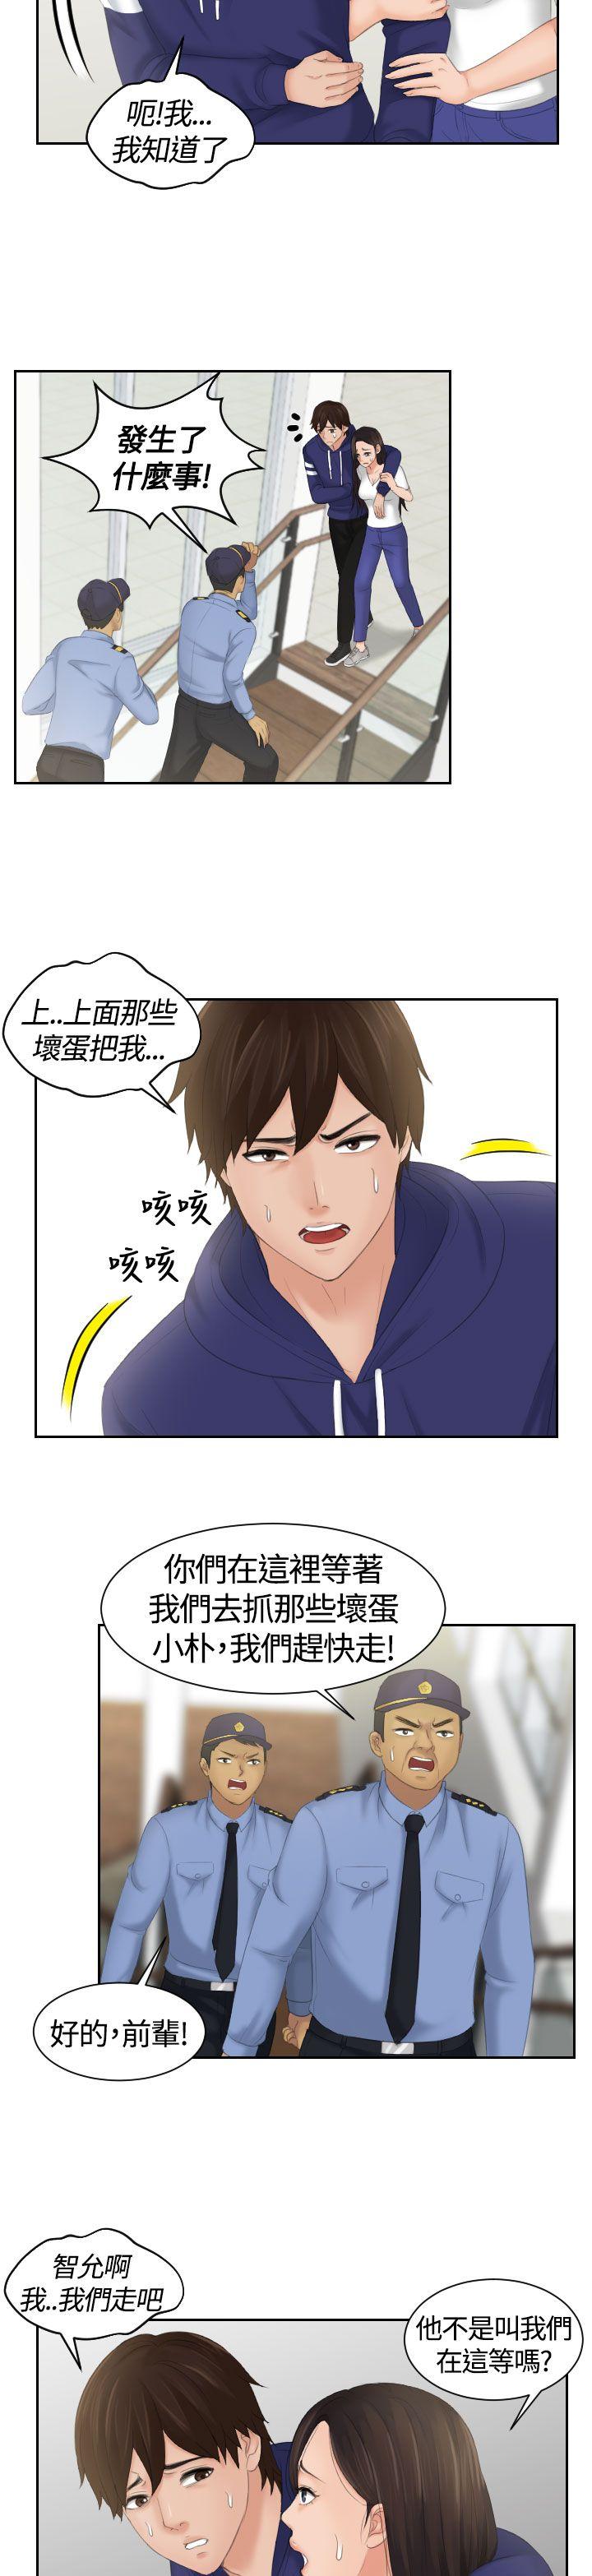 呃!我...
我知道了
發生了
什麼事!
上..上面那些
壞蛋把我...
咳咳
咳咳
你們在這裡等著
我們去抓那些壞蛋
小朴，我們趕快走!
好的，前輩!
智允啊
我..我們走吧
他不是叫我們
在這等嗎?